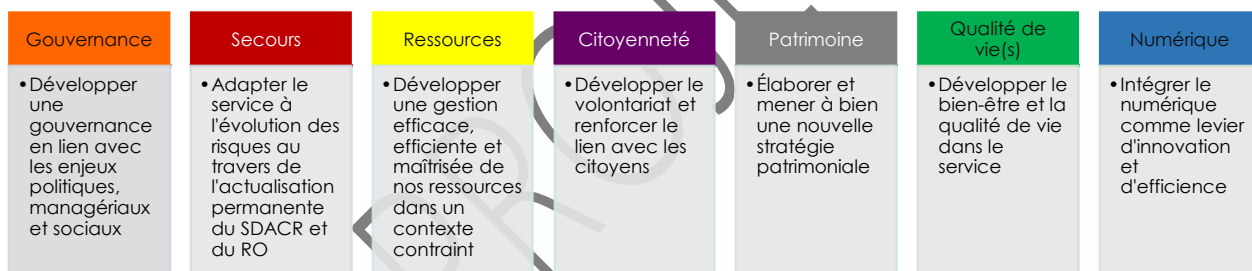 Gouvernance
•Développer
une
gouvernance
en lien avec
les enjeux
politiques,
managériaux
et sociaux
Secours
•Adapter le
service à
l'évolution des
risques au
travers de
l'actualisation
permanente
du SDACR et
du RO
Ressources
•Développer
une gestion
efficace,
efficiente et
maîtrisée de
nos ressources
dans un
contexte
contraint
Citoyenneté
•Développer le
volontariat et
renforcer le
lien avec les
citoyens
Patrimoine
•Élaborer et
mener à bien
une nouvelle
stratégie
patrimoniale
Qualité de
vie(s)
•Développer le
bien-être et la
qualité de vie
dans le
service
Numérique
•Intégrer le
numérique
comme levier
d'innovation
et
d'efficience